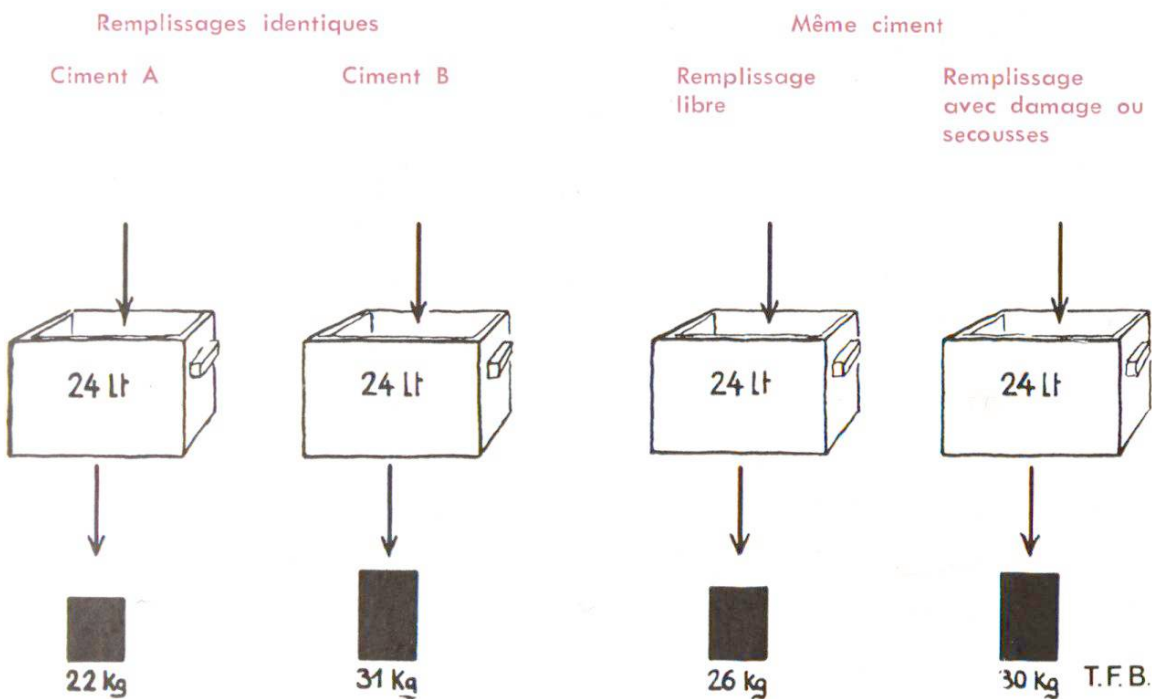 Remplissages identiques
Ciment A
Ciment B
Même ciment
Remplissage
libre
Remplissage
avec damage ou
secousses
24 Lt
24 Lt
24 Lt
24 Lt
22 Kg
31 Kg
26 Kg
30 Kg
T.F.B.